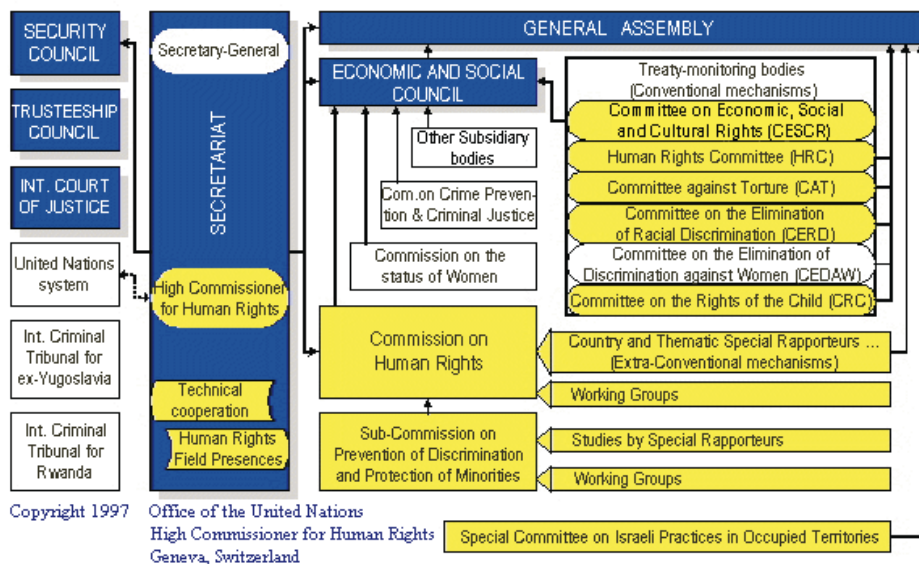 SECURITY
COUNCIL
TRUSTEESHIP
COUNCIL
INT. COURT
OF JUSTICE
United Nations
system
Int. Criminal
Tribunal for
ex-Yugoslavia
Int. Criminal
Tribunal for
Rwanda
Secretary-General
SECRETARIAT
High Commissioner
for Human Rights
Technical
cooperation
Human Rights
Field Presences
GENERAL ASSEMBLY
ECONOMIC AND SOCIAL
COUNCIL
Other Subsidiary
bodies
Com.on Crime Preven-
tion & Criminal Justice
Commission on the
status of Women
Commission on
Human Rights
Sub-Commission on
Prevention of Discrimination
and Protection of Minorities
Treaty-monitoring bodies
(Conventional mechanisms)
Committee on Economic, Social
and Cultural Rights (CESCR)
Human Rights Committee (HRC)
Committee against Torture (CAT)
Committee on the Elimination
of Racial Discrimination (CERD)
Committee on the Elimination of
Discrimination against Women (CEDAW)
Committee on the Rights of the Child (CRC)
Country and Thematic Special Rapporteurs ...
(Extra-Conventional mechanisms)
Working Groups
Studies by Special Rapporteurs
Working Groups
Special Committee on Israeli Practices in Occupied Territories
Copyright 1997 Office of the United Nations
High Commissioner for Human Rights
Geneva, Switzerland